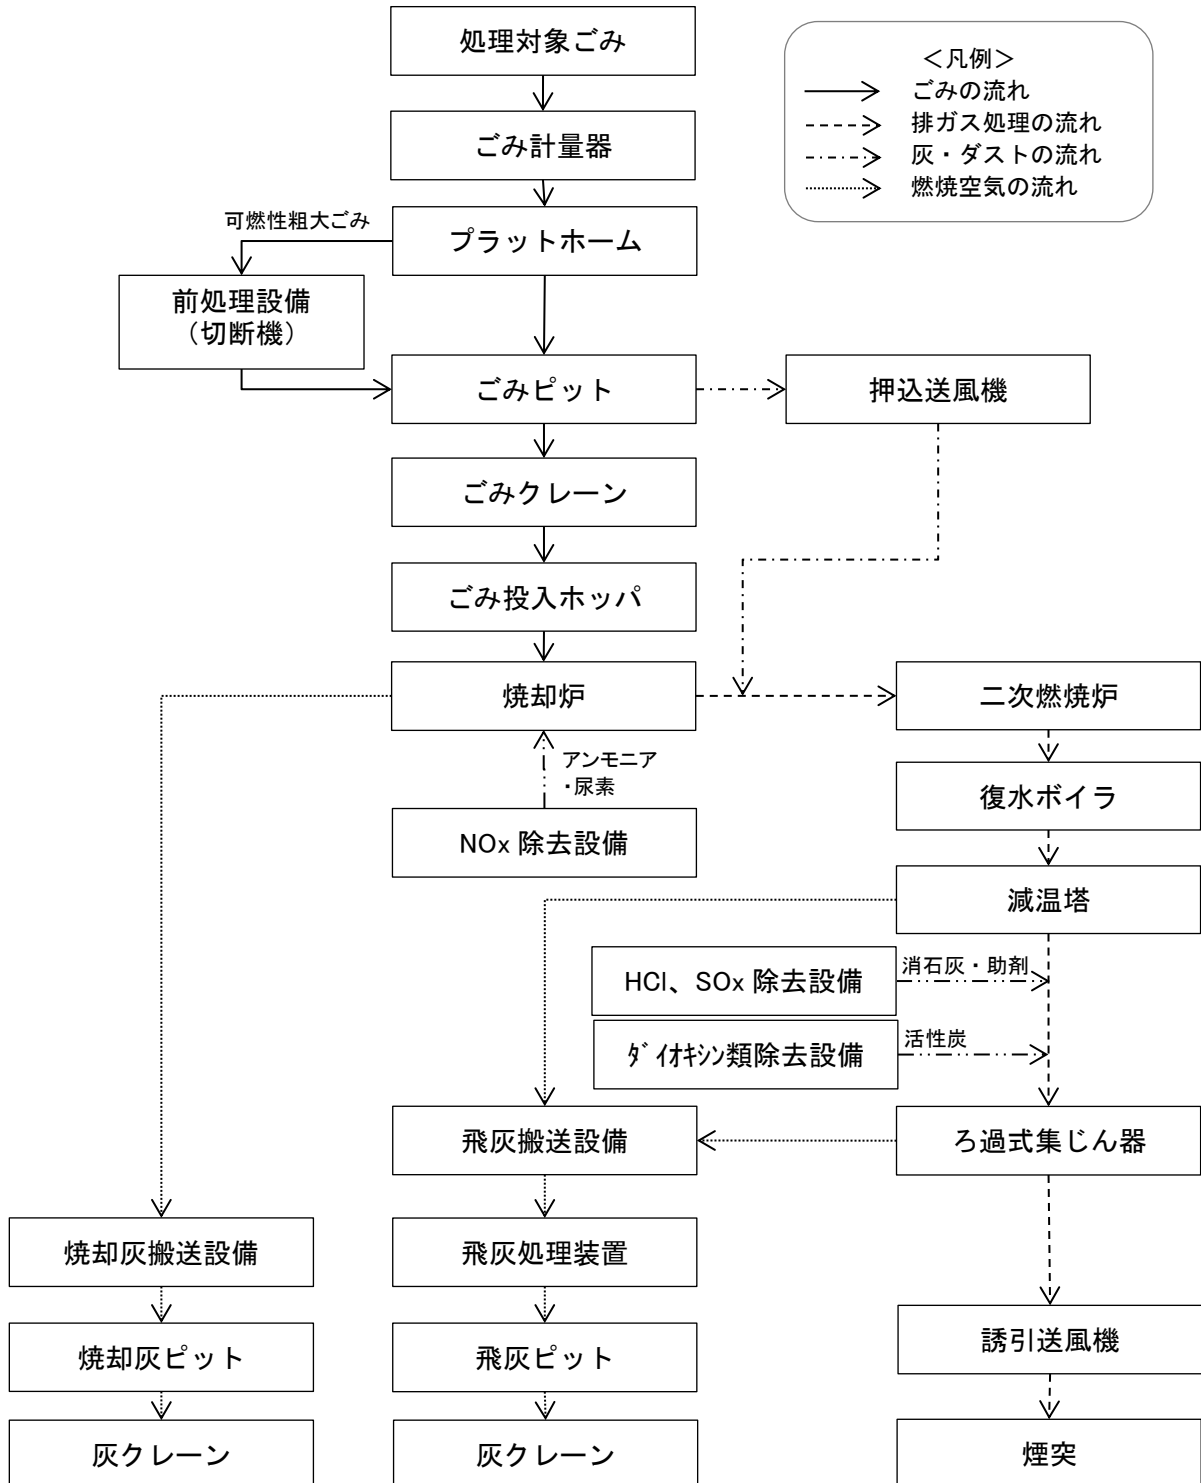 処理対象ごみ
＜凡例＞
ごみの流れ
排ガス処理の流れ
灰・ダストの流れ
燃焼空気の流れ
ごみ計量器
可燃性粗大ごみ
プラットホーム
前処理設備
（切断機）
ごみピット
押込送風機
ごみクレーン
ごみ投入ホッパ
焼却炉
二次燃焼炉
アンモニア
・尿素
復水ボイラ
NOx 除去設備
減温塔
HCl、SOx 除去設備
消石灰・助剤
ﾀﾞｲｵｷｼﾝ類除去設備
活性炭
飛灰搬送設備
ろ過式集じん器
焼却灰搬送設備
飛灰処理装置
焼却灰ピット
飛灰ピット
誘引送風機
灰クレーン
灰クレーン
煙突